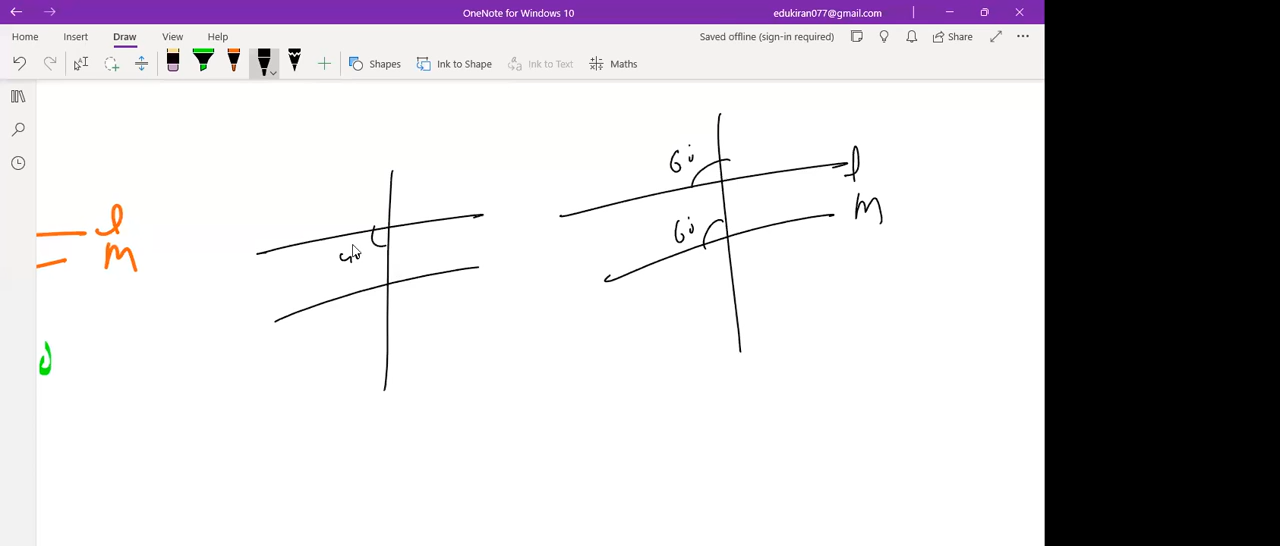 OneNote for Windows 10
edukiran077@gmail.com
Home Insert Draw View Help
Saved offline (sign-in required)
Share
Shapes
Ink to Shape
Ink to Text
Maths
l
m
60°
l
60°
m